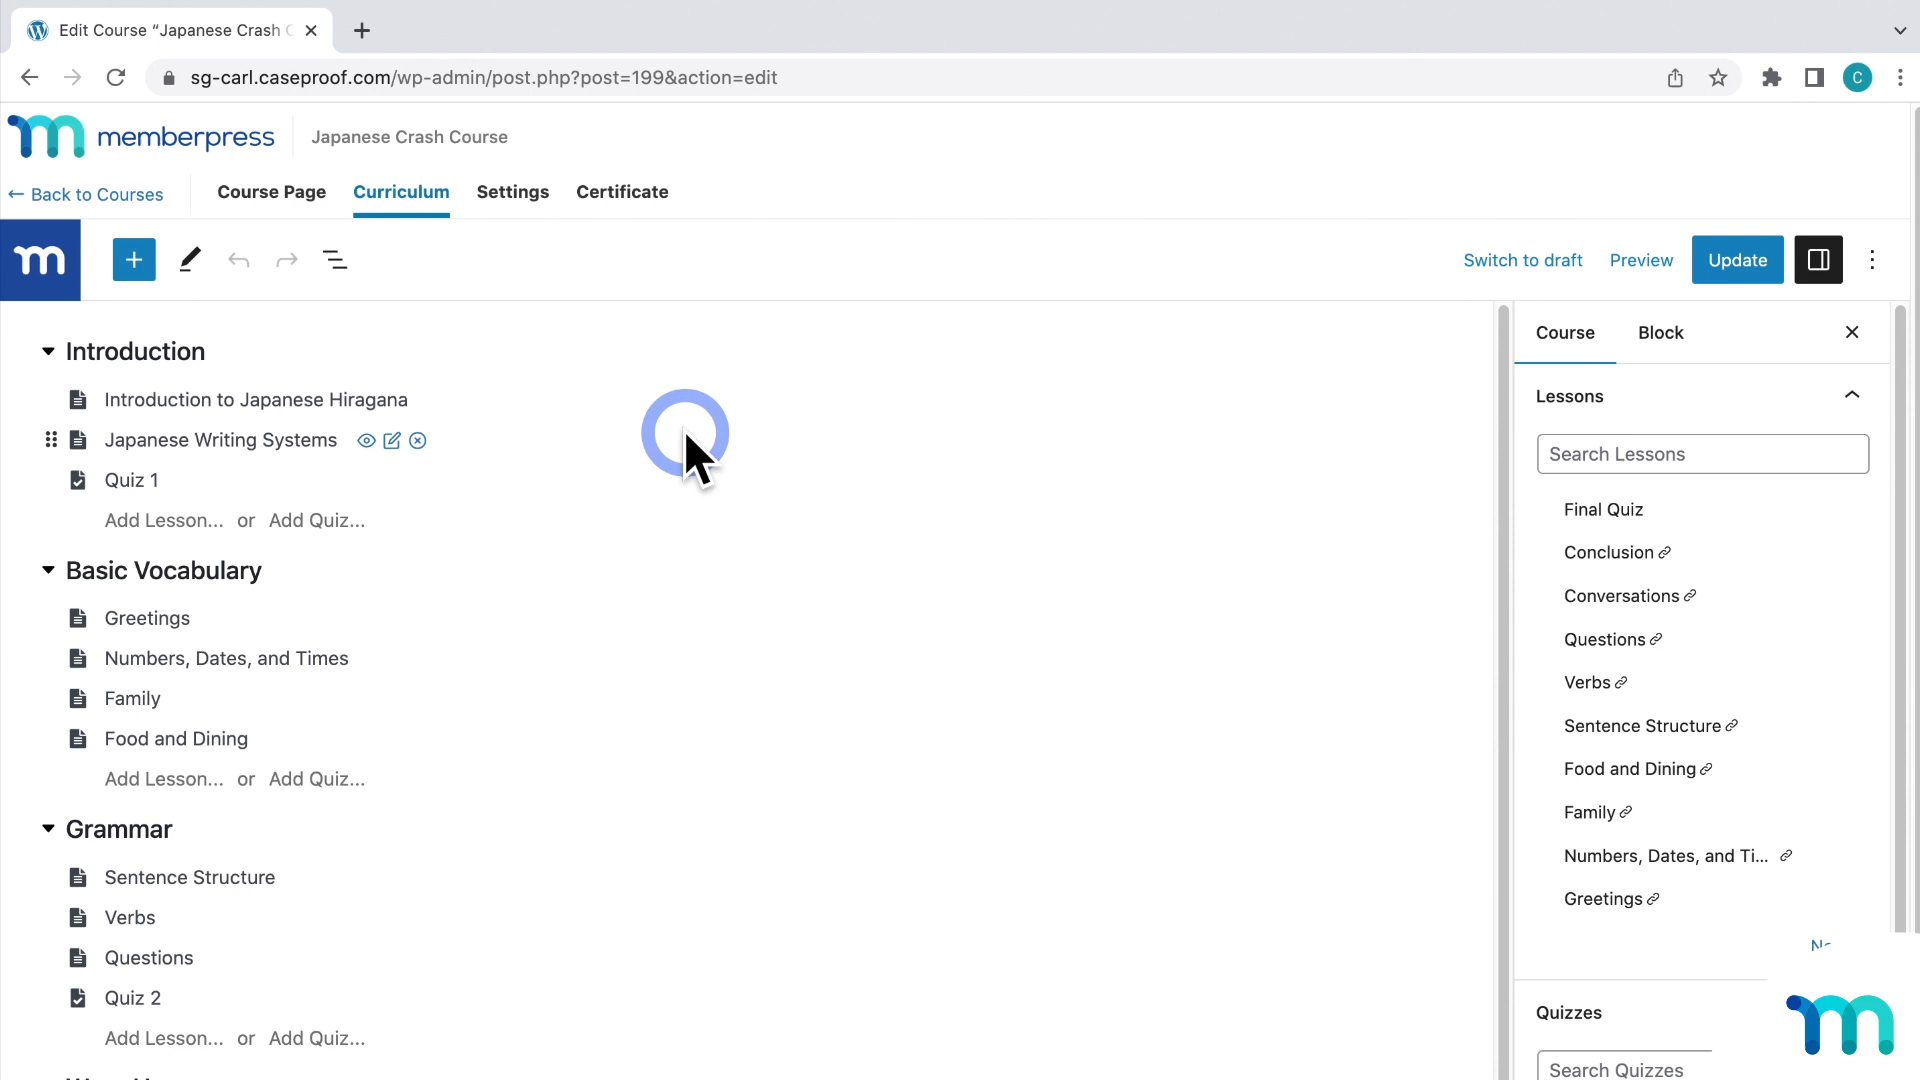 Edit Course “Japanese Crash
sg-carl.caseproof.com/wp-admin/post.php?post=199&action=edit
C
memberpress
Japanese Crash Course
← Back to Courses
Course Page
Curriculum
Settings
Certificate
Switch to draft
Preview
Update
Introduction
Introduction to Japanese Hiragana
Japanese Writing Systems
Quiz 1
Add Lesson... or Add Quiz...
Basic Vocabulary
Greetings
Numbers, Dates, and Times
Family
Food and Dining
Add Lesson... or Add Quiz...
Grammar
Sentence Structure
Verbs
Questions
Quiz 2
Add Lesson... or Add Quiz...
Course
Block
Lessons
Search Lessons
Final Quiz
Conclusion
Conversations
Questions
Verbs
Sentence Structure
Food and Dining
Family
Numbers, Dates, and Ti...
Greetings
Quizzes
Search Quizzes